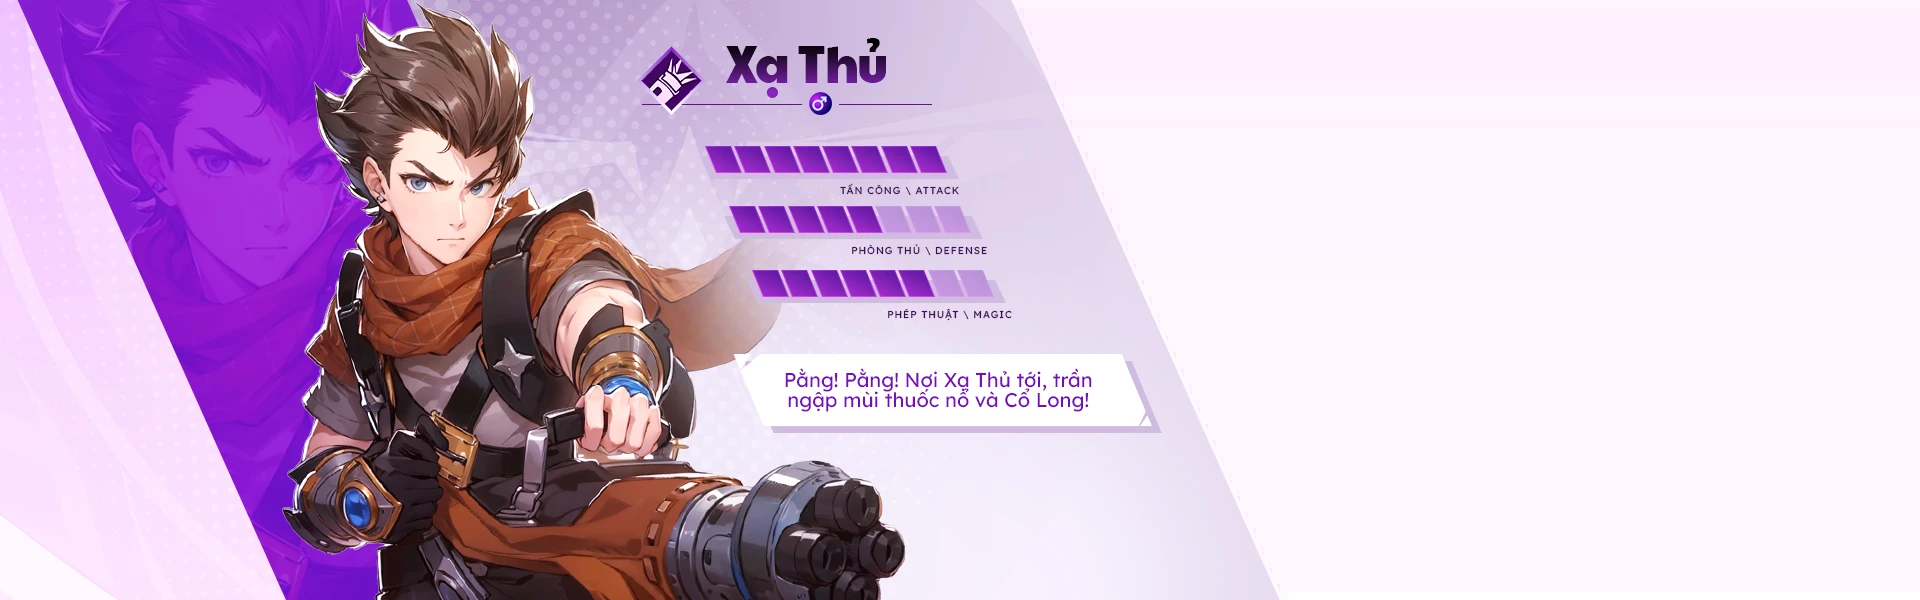 Xạ Thủ
TẤN CÔNG \ ATTACK
PHÒNG THỦ \ DEFENSE
PHÉP THUẬT \ MAGIC
Pằng! Pằng! Nơi Xạ Thủ tới, trần
ngập mùi thuốc nổ và Cổ Long!